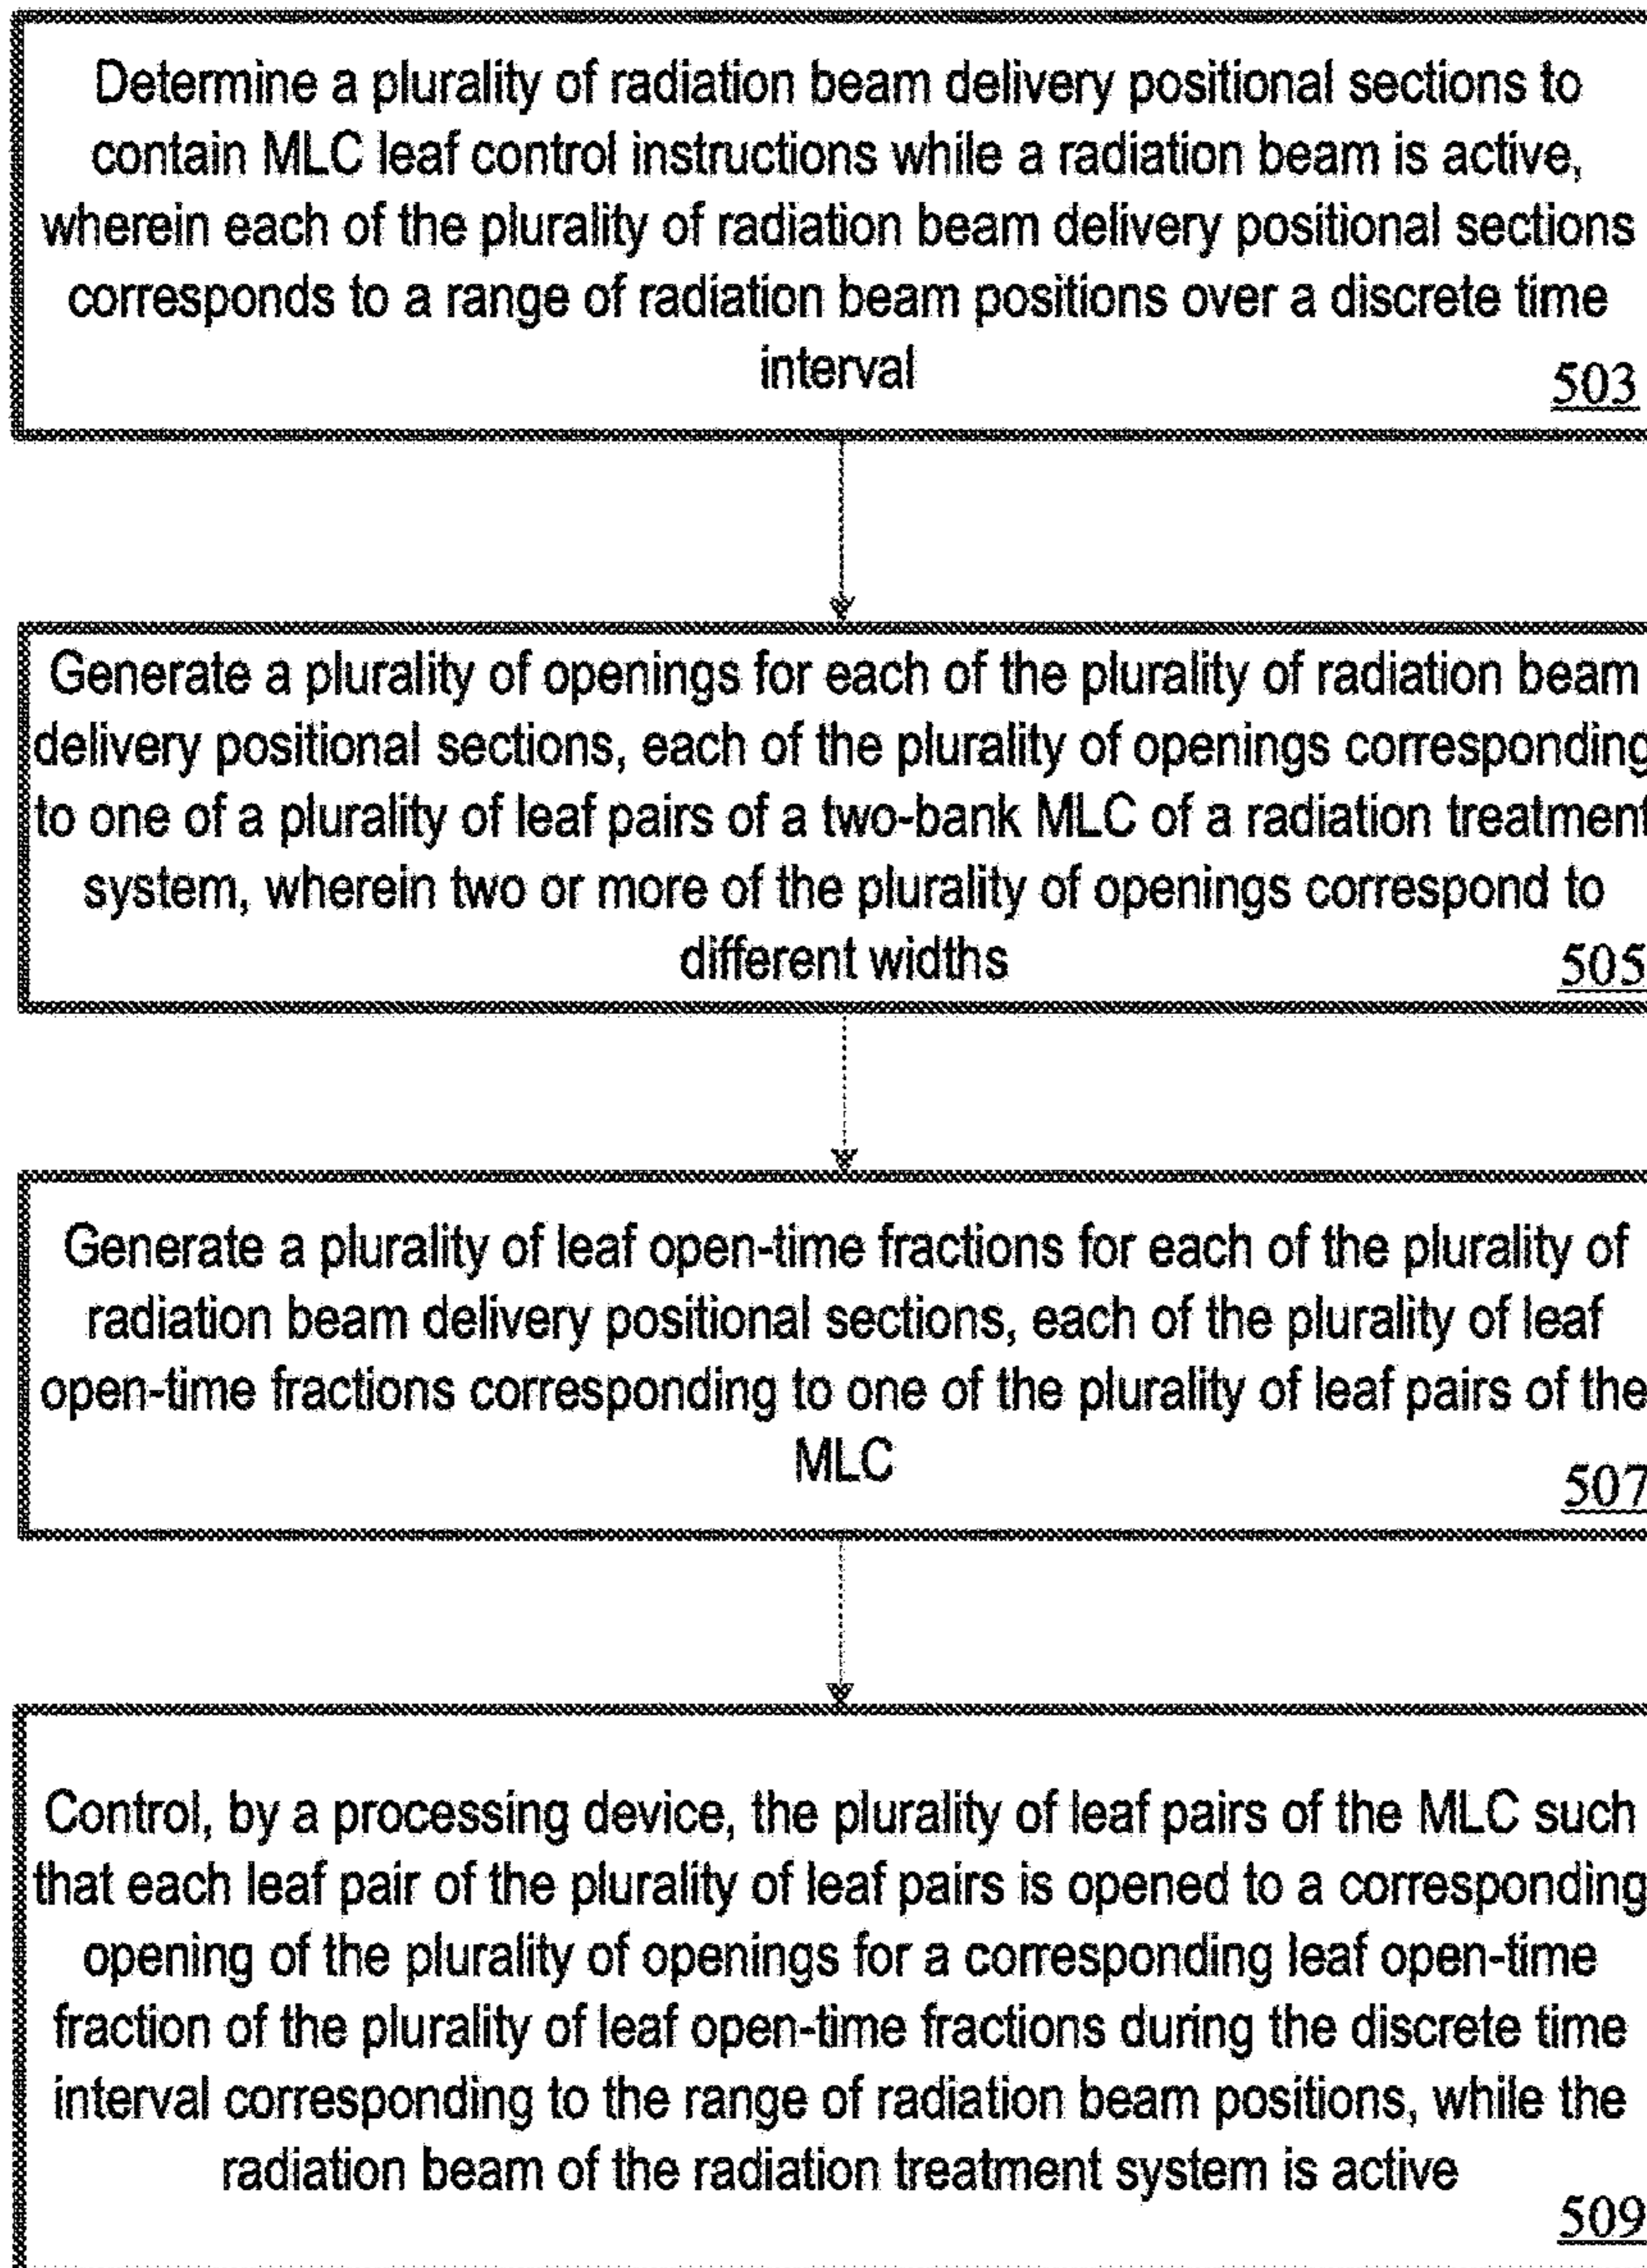 Determine a plurality of radiation beam delivery positional sections to
contain MLC leaf control instructions while a radiation beam is active,
wherein each of the plurality of radiation beam delivery positional sections
corresponds to a range of radiation beam positions over a discrete time
interval
503
Generate a plurality of openings for each of the plurality of radiation beam
delivery positional sections, each of the plurality of openings corresponding
to one of a plurality of leaf pairs of a two-bank MLC of a radiation treatment
system, wherein two or more of the plurality of openings correspond to
different widths
505
Generate a plurality of leaf open-time fractions for each of the plurality of
radiation beam delivery positional sections, each of the plurality of leaf
open-time fractions corresponding to one of the plurality of leaf pairs of the
MLC
507
Control, by a processing device, the plurality of leaf pairs of the MLC such
that each leaf pair of the plurality of leaf pairs is opened to a corresponding
opening of the plurality of openings for a corresponding leaf open-time
fraction of the plurality of leaf open-time fractions during the discrete time
interval corresponding to the range of radiation beam positions, while the
radiation beam of the radiation treatment system is active
509